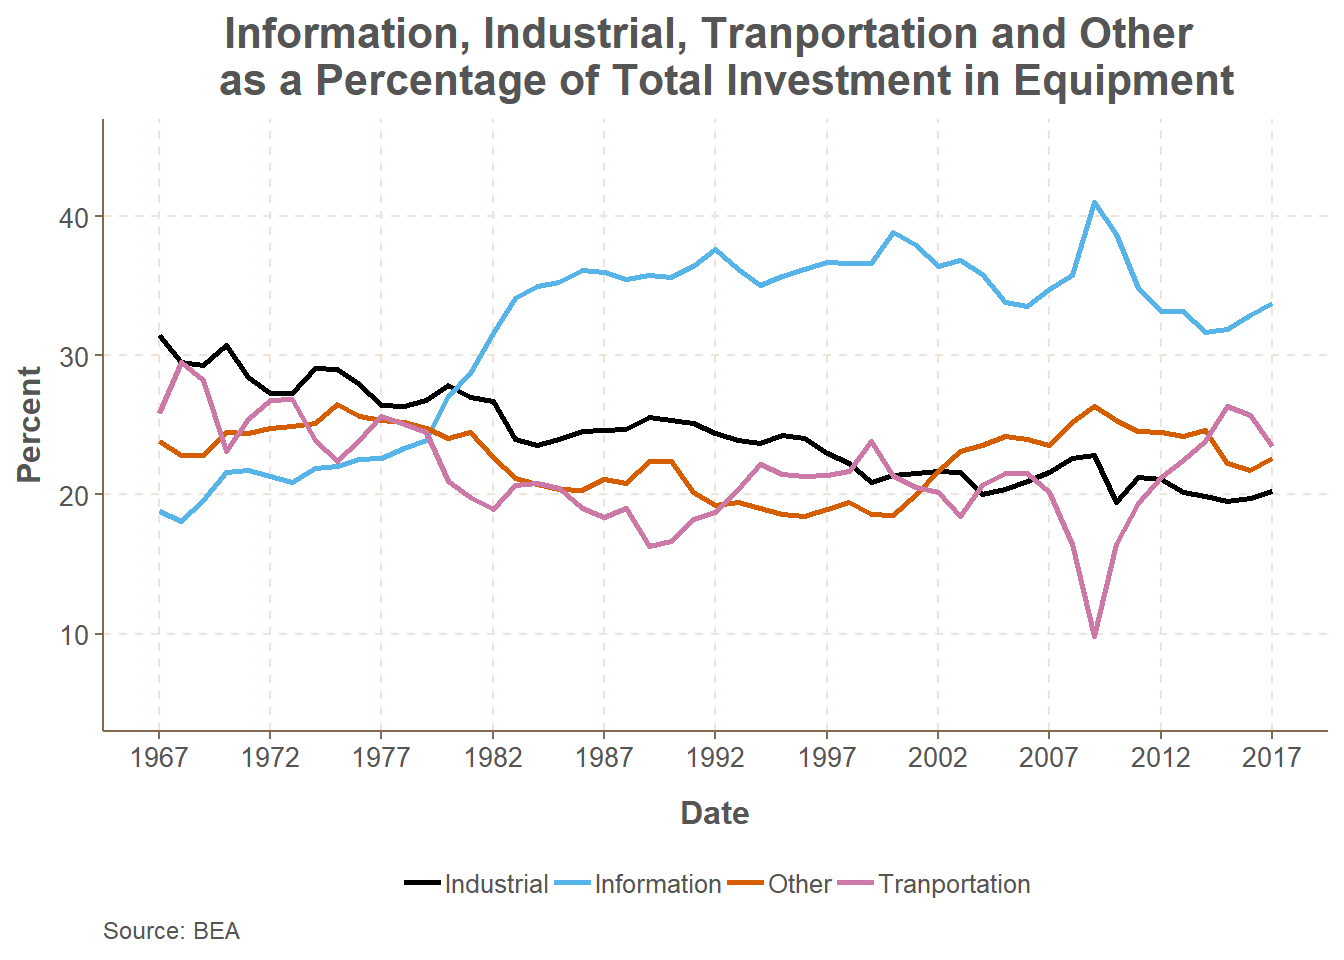 Information, Industrial, Tranportation and Other
as a Percentage of Total Investment in Equipment
Percent
40
30
20
10
1967 1972 1977 1982 1987 1992 1997 2002 2007 2012 2017
Date
Industrial Information Other Tranportation
Source: BEA